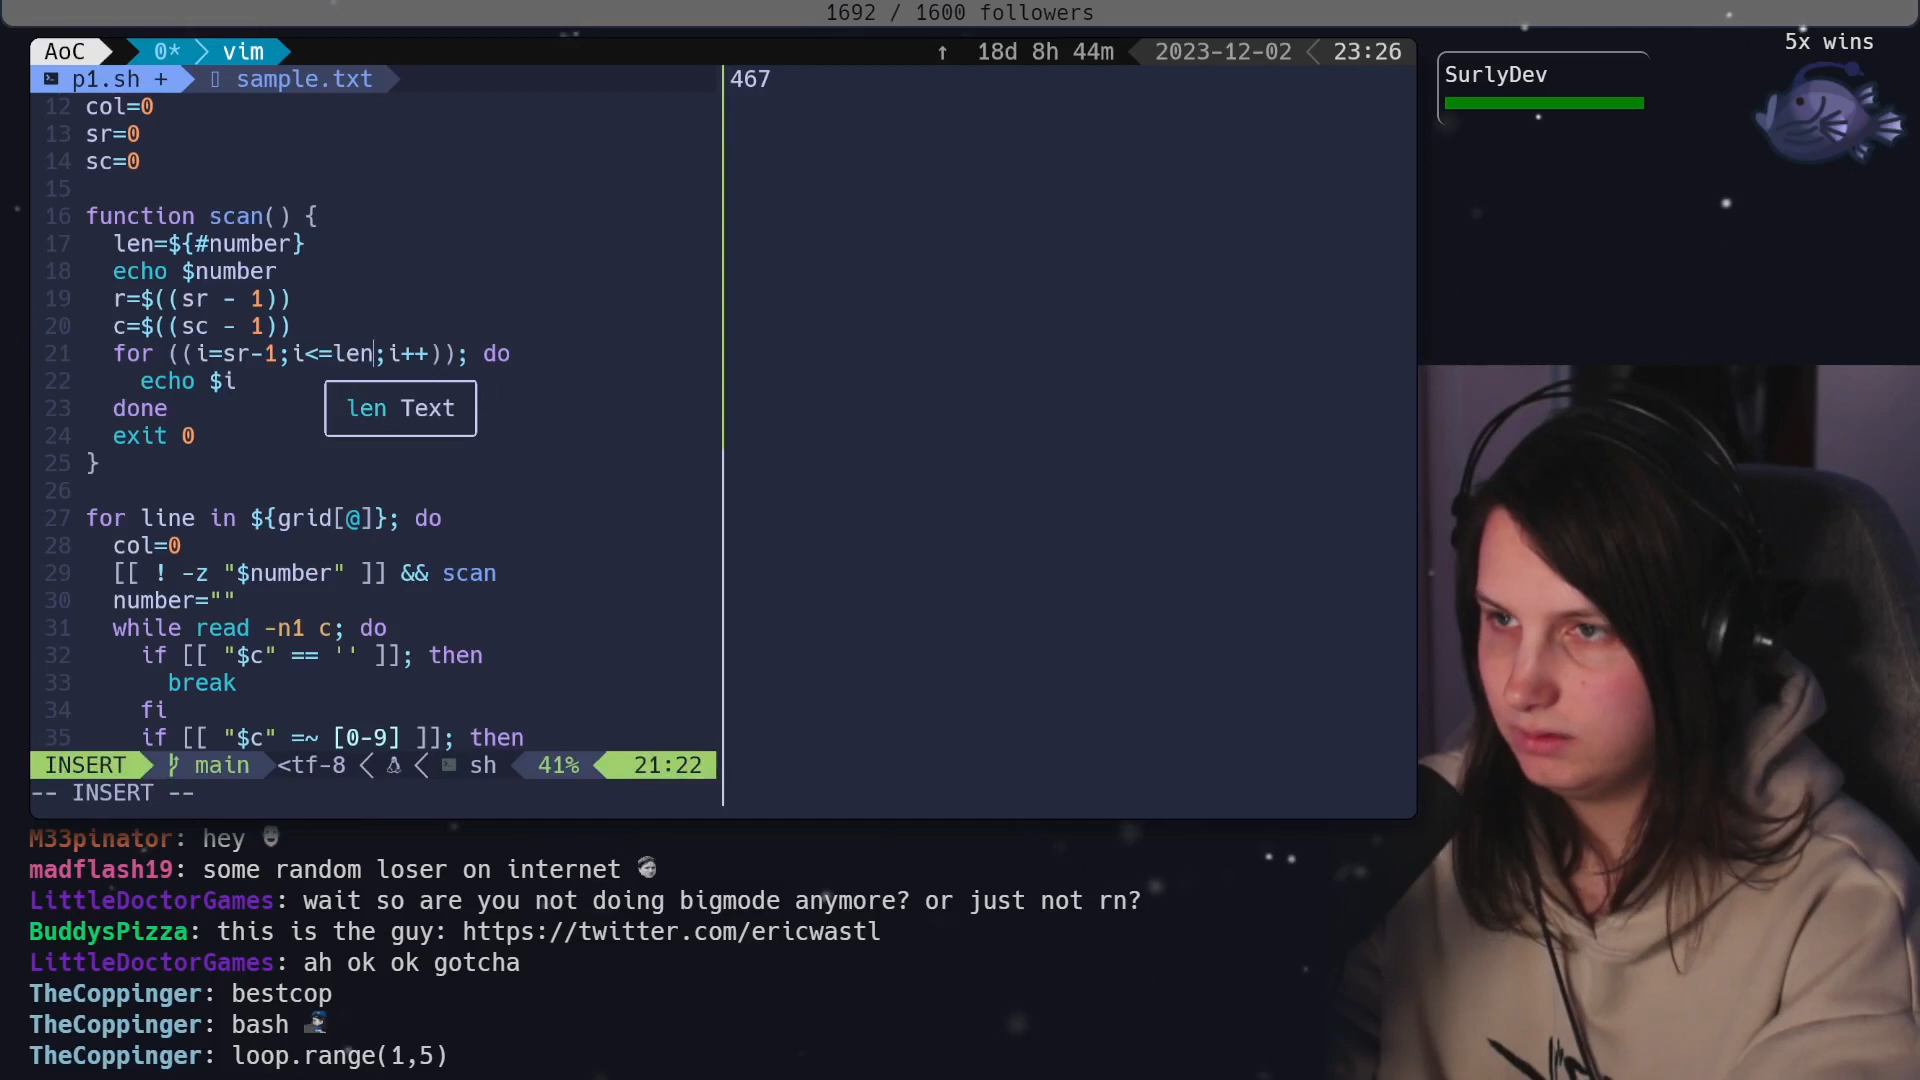 1692 / 1600 followers
AoC 0* vim ↑ 18d 8h 44m 2023-12-02 23:26
5x wins
SurlyDev
p1.sh + sample.txt
467
12 col=0
13 sr=0
14 sc=0
15
16 function scan() {
17 len=${#number}
18 echo $number
19 r=$((sr - 1))
20 c=$((sc - 1))
21 for ((i=sr-1;i<=len;i++)); do
22 echo $i
23 done
len Text
24 exit 0
25 }
26
27 for line in ${grid[@]}; do
28 col=0
29 [[ ! -z "$number" ]] && scan
30 number=""
31 while read -n1 c; do
32 if [[ "$c" == '' ]]; then
33 break
34 fi
35 if [[ "$c" =~ [0-9] ]]; then
INSERT main <tf-8 sh 41% 21:22
-- INSERT --
M33pinator: hey
madflash19: some random loser on internet
LittleDoctorGames: wait so are you not doing bigmode anymore? or just not rn?
BuddysPizza: this is the guy: https://twitter.com/ericwastl
LittleDoctorGames: ah ok ok gotcha
TheCoppinger: bestcop
TheCoppinger: bash
TheCoppinger: loop.range(1,5)